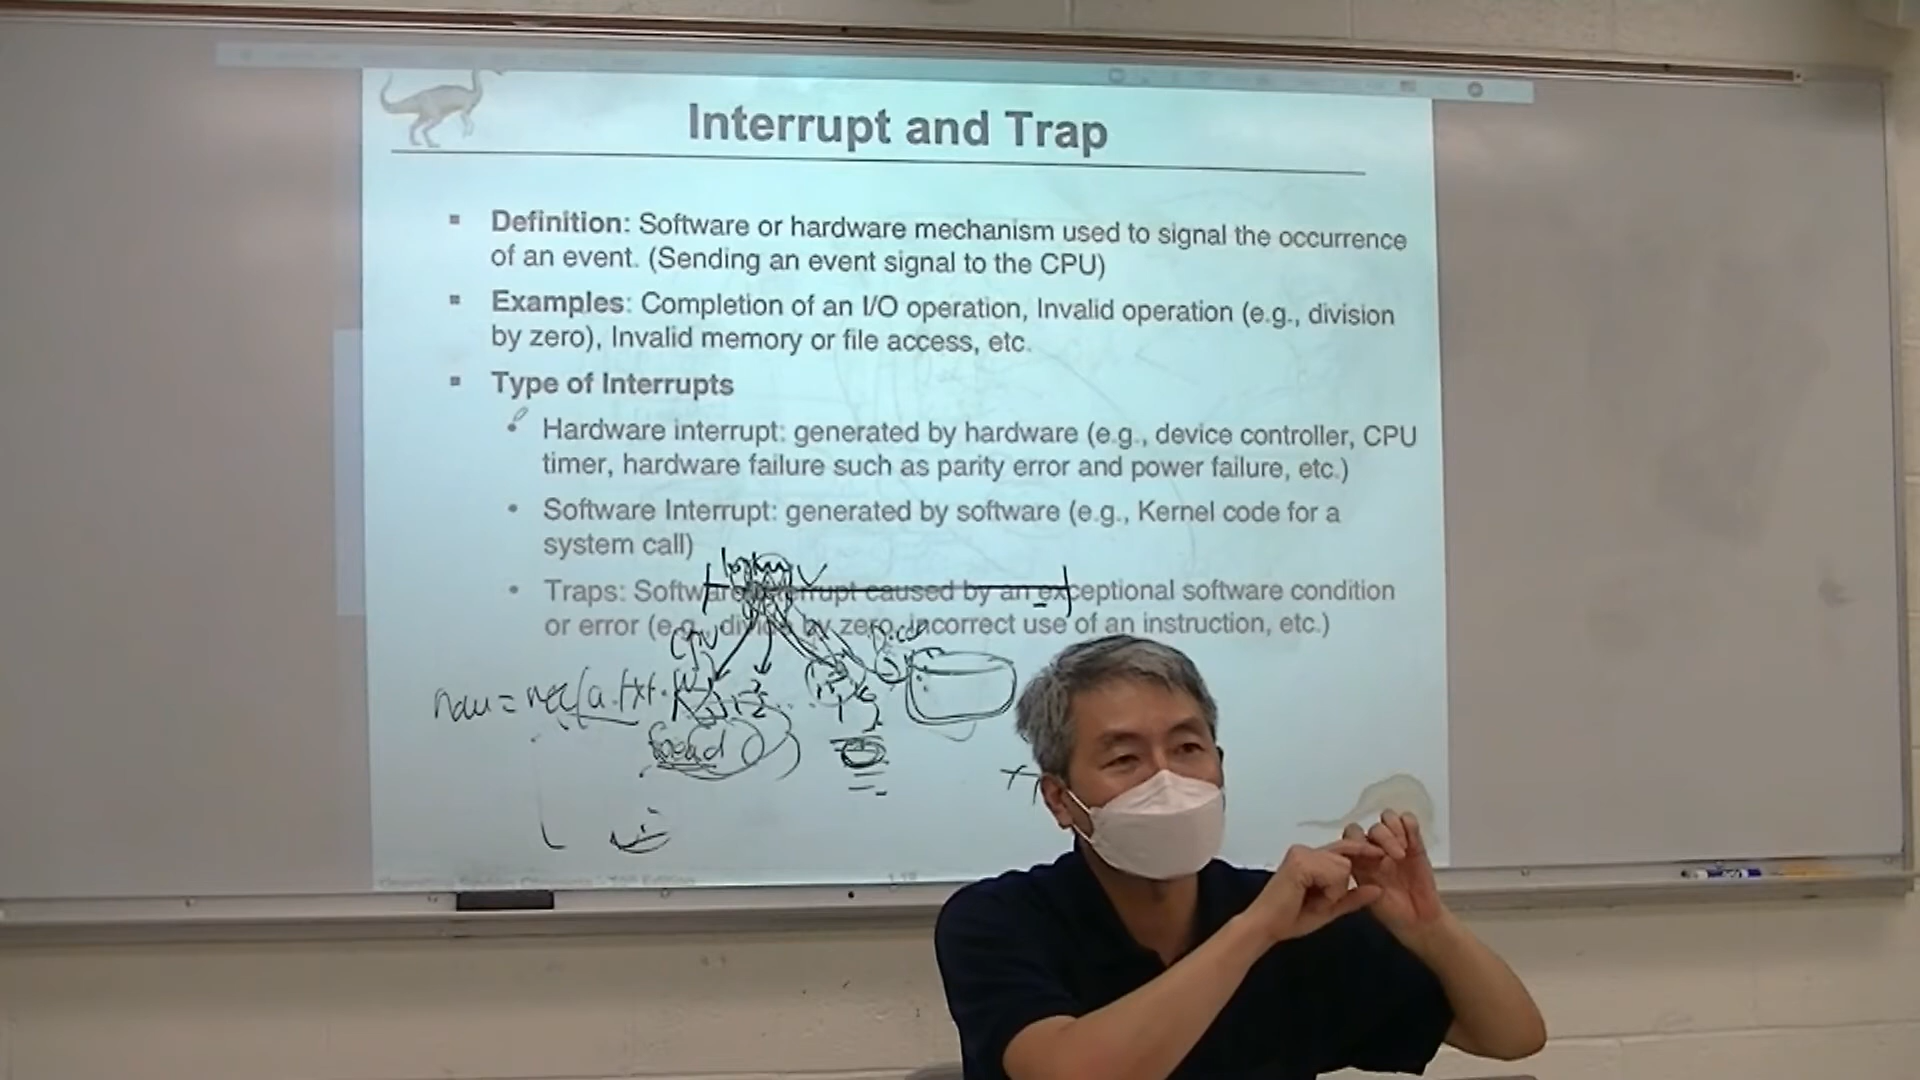 Interrupt and Trap
▪ Definition: Software or hardware mechanism used to signal the occurrence
of an event. (Sending an event signal to the CPU)
▪ Examples: Completion of an I/O operation, Invalid operation (e.g., division
by zero), Invalid memory or file access, etc.
▪ Type of Interrupts
• Hardware interrupt: generated by hardware (e.g., device controller, CPU
timer, hardware failure such as parity error and power failure, etc.)
• Software Interrupt: generated by software (e.g., Kernel code for a
system call)
• Traps: Software interrupt caused by an exceptional software condition
or error (e.g., divide by zero, incorrect use of an instruction, etc.)
CPU